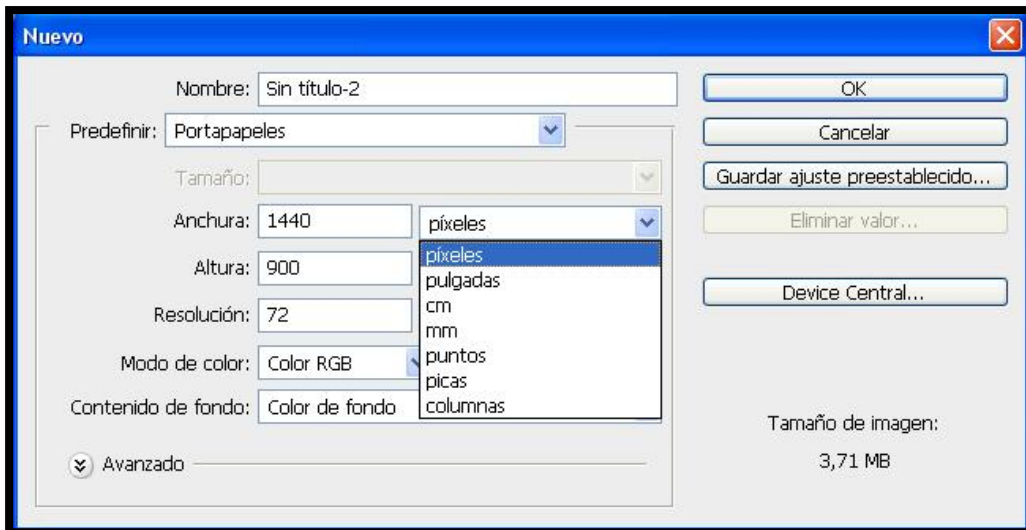 Nuevo
Nombre: Sin título-2
OK
Predefinir: Portapapeles
Cancelar
Tamaño:
Guardar ajuste preestablecido...
Anchura: 1440 píxeles
Eliminar valor...
píxeles
Altura: 900
pulgadas
Device Central...
cm
Resolución: 72
mm
puntos
Modo de color: Color RGB
picas
Contenido de fondo: Color de fondo
columnas
Tamaño de imagen:
3,71 MB
Avanzado